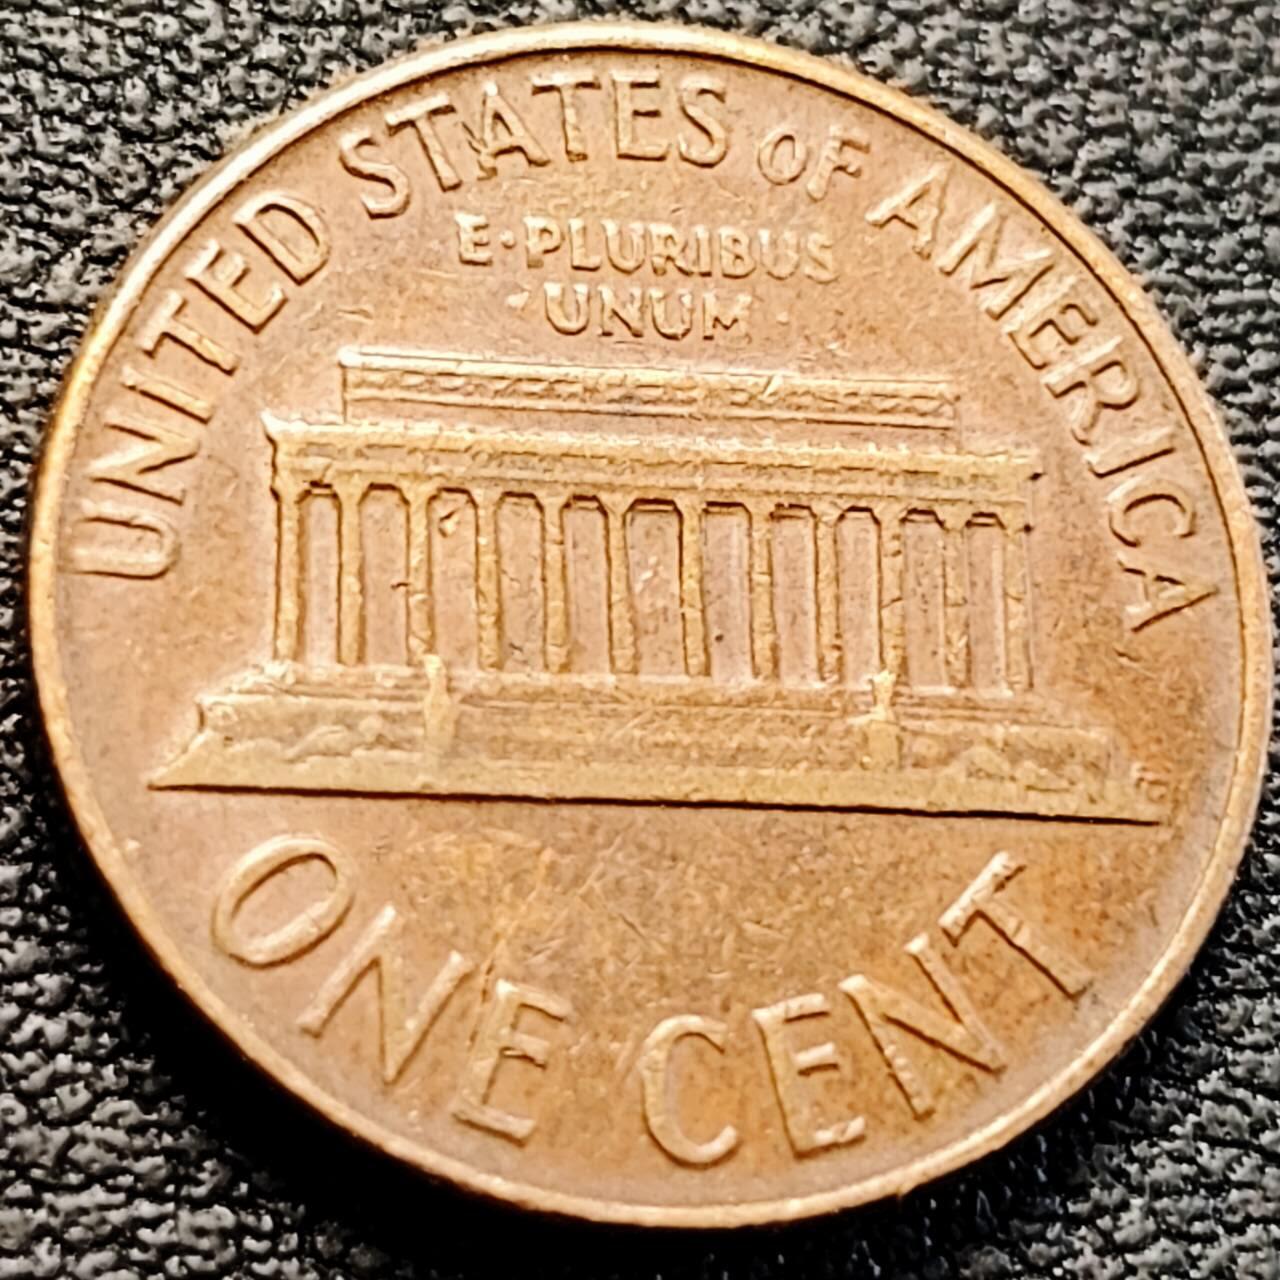 UNITED STATES OF AMERICA
E·PLURIBUS
·UNUM·
ONE CENT